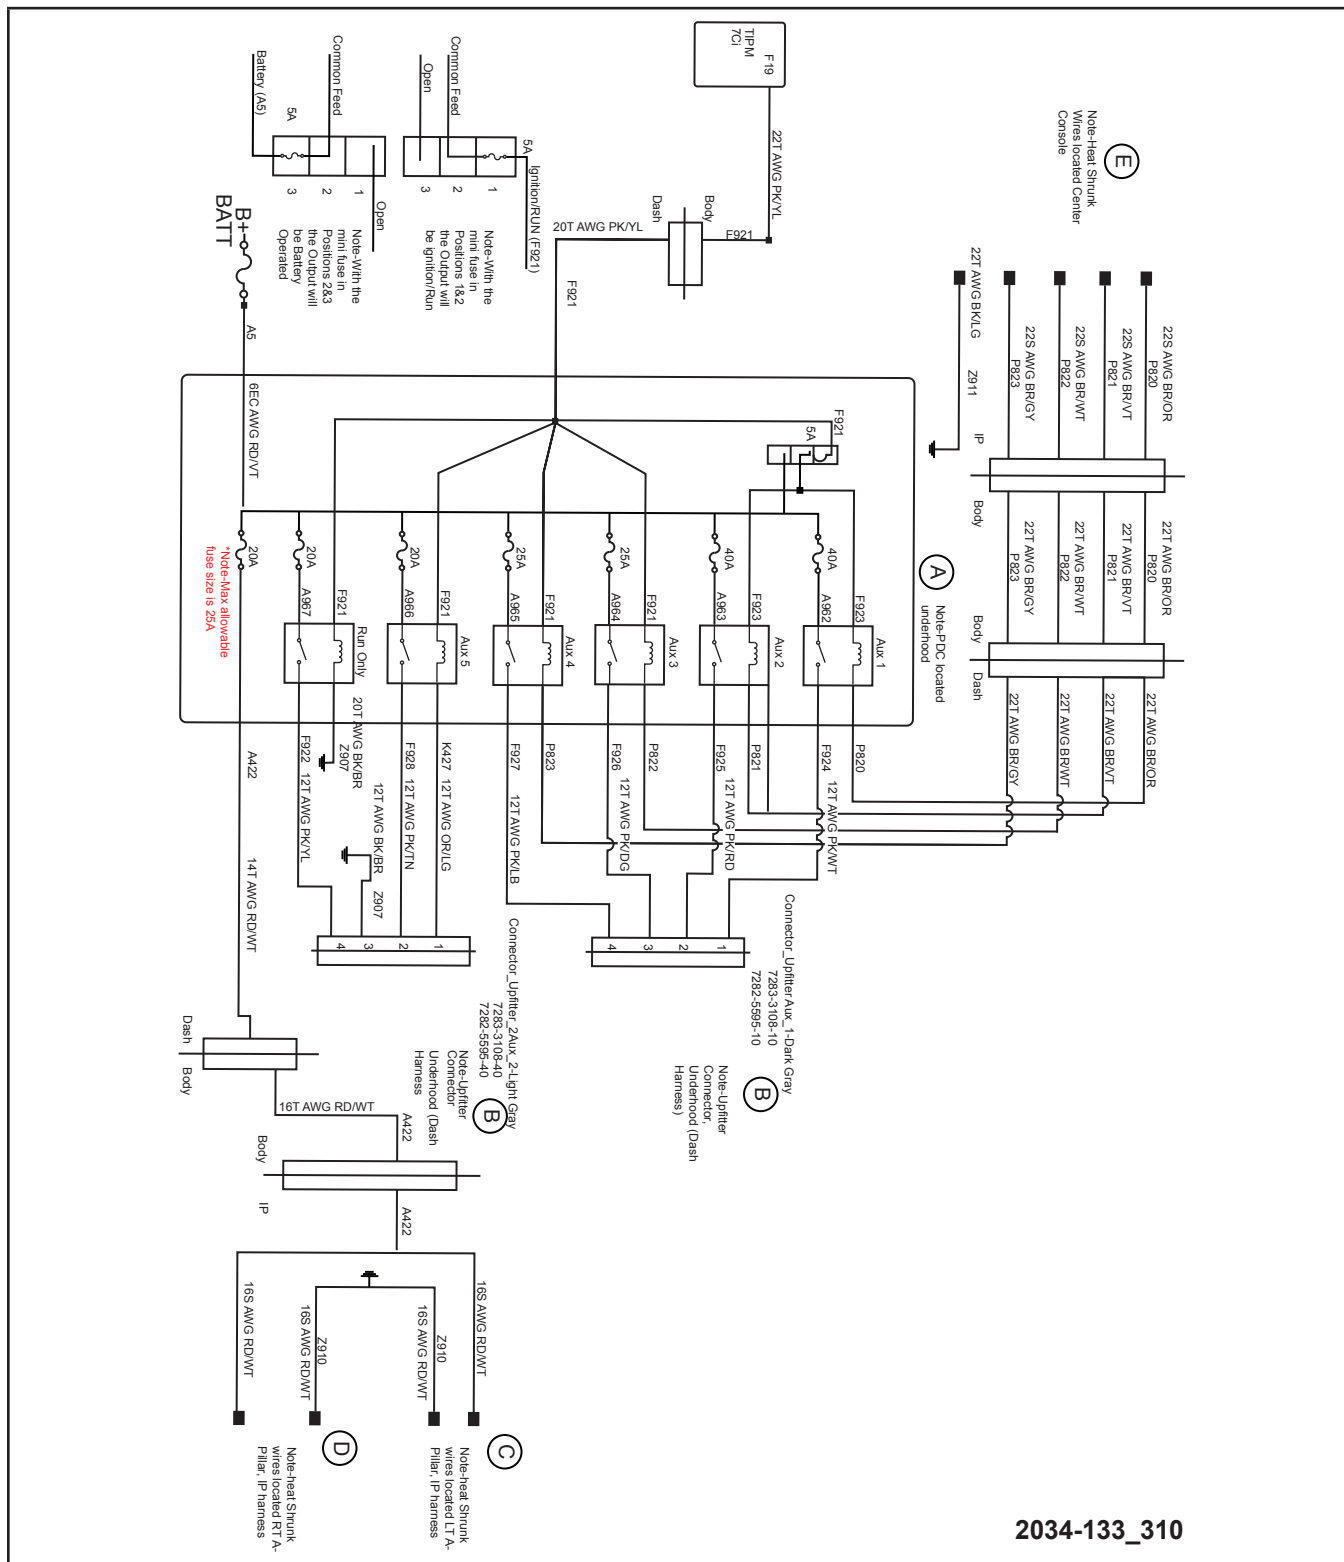 F19
TIPM
7Ci
22T AWG PK/YL
Body
Dash
F921
20T AWG PK/YL
F921
Battery (A5)
Common Feed
5A
3
2
1
Open
Note-With the
mini fuse in
Positions 2&3
the Output will
be Battery
Operated
Open
Common Feed
5A
Ignition/RUN (F921)
3
2
1
Note-With the
mini fuse in
Positions 1&2
the Output will
be ignition/Run
B+
BATT
A5
6EC AWG RD/VT
E
Note-Heat Shrunk
Wires located Center
Console
22T AWG BK/LG
Z911
22S AWG BR/OR
P820
22S AWG BR/VT
P821
22S AWG BR/WT
P822
22S AWG BR/GY
P823
IP
Body
22T AWG BR/OR
P820
22T AWG BR/VT
P821
22T AWG BR/WT
P822
22T AWG BR/GY
P823
Body
Dash
22T AWG BR/OR
22T AWG BR/VT
22T AWG BR/WT
22T AWG BR/GY
A
Note-PDC located
underhood
F921
5A
20A
*Note-Max allowable
fuse size is 25A
20A
20A
25A
25A
40A
40A
A967
F921
A966
F921
A965
F921
A964
F921
A963
F923
A962
F923
Run Only
Aux 5
Aux 4
Aux 3
Aux 2
Aux 1
A422
F922
Z907
20T AWG BK/BR
F928
K427
F927
P823
F926
P822
F925
P821
F924
P820
12T AWG PK/YL
12T AWG BK/BR
Z907
12T AWG PK/TN
12T AWG OR/LG
12T AWG PK/LB
12T AWG PK/DG
12T AWG PK/RD
12T AWG PK/WT
14T AWG RD/WT
4
3
2
1
4
3
2
1
Connector_Upfitter_2Aux_2-Light Gray
7283-3108-40
7282-5595-40
B
Note-Upfitter
Connector
Underhood (Dash
Harness
Connector_Upfitter Aux_1-Dark Gray
7283-3108-10
7282-5595-10
B
Note-Upfitter
Connector,
Underhood (Dash
Harness)
Dash
Body
16T AWG RD/WT
A422
Body
IP
A422
16S AWG RD/WT
Z910
16S AWG RD/WT
Z910
16S AWG RD/WT
16S AWG RD/WT
C
Note-heat Shrunk
wires located LT A-
Pillar, IP harness
D
Note-heat Shrunk
wires located RT A-
Pillar, IP harness
2034-133_310